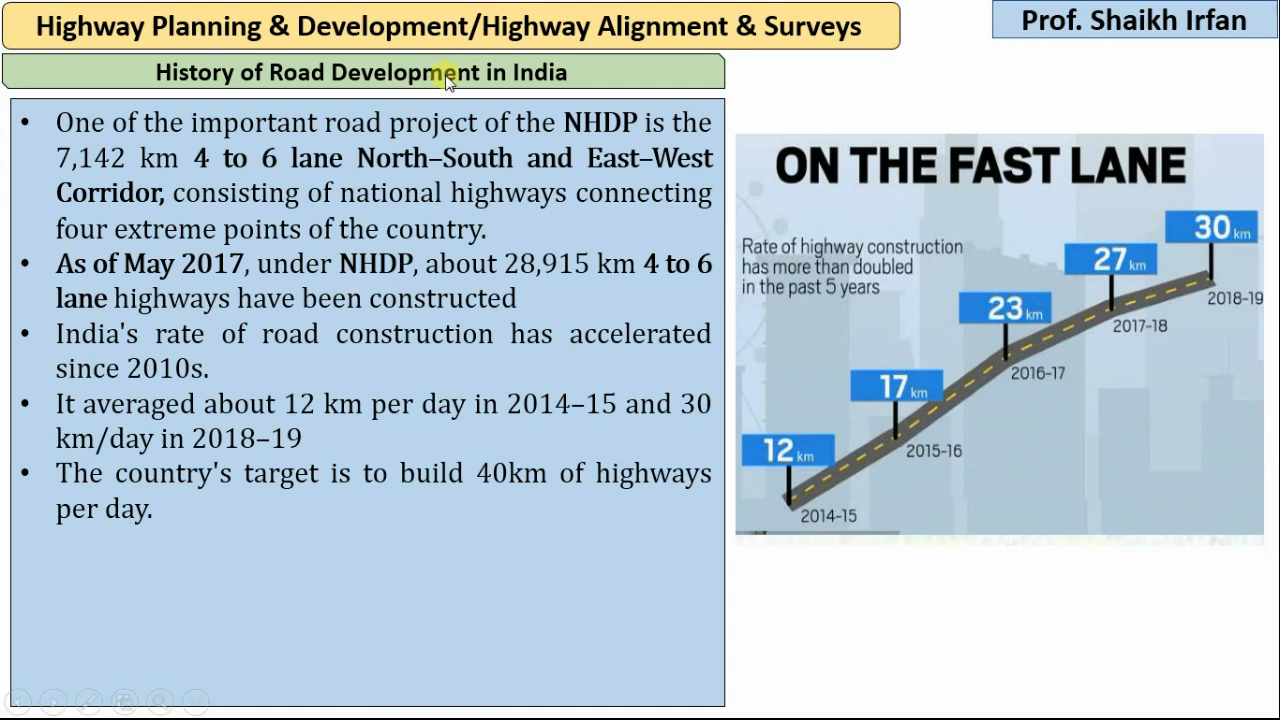 Highway Planning & Development/Highway Alignment & Surveys
Prof. Shaikh Irfan
History of Road Development in India
• One of the important road project of the NHDP is the
7,142 km 4 to 6 lane North–South and East–West
Corridor, consisting of national highways connecting
four extreme points of the country.
• As of May 2017, under NHDP, about 28,915 km 4 to 6
lane highways have been constructed
• India's rate of road construction has accelerated
since 2010s.
• It averaged about 12 km per day in 2014–15 and 30
km/day in 2018–19
• The country's target is to build 40km of highways
per day.
ON THE FAST LANE
Rate of highway construction
has more than doubled
in the past 5 years
12 km
2014-15
17 km
2015-16
23 km
2016-17
27 km
2017-18
30 km
2018-19